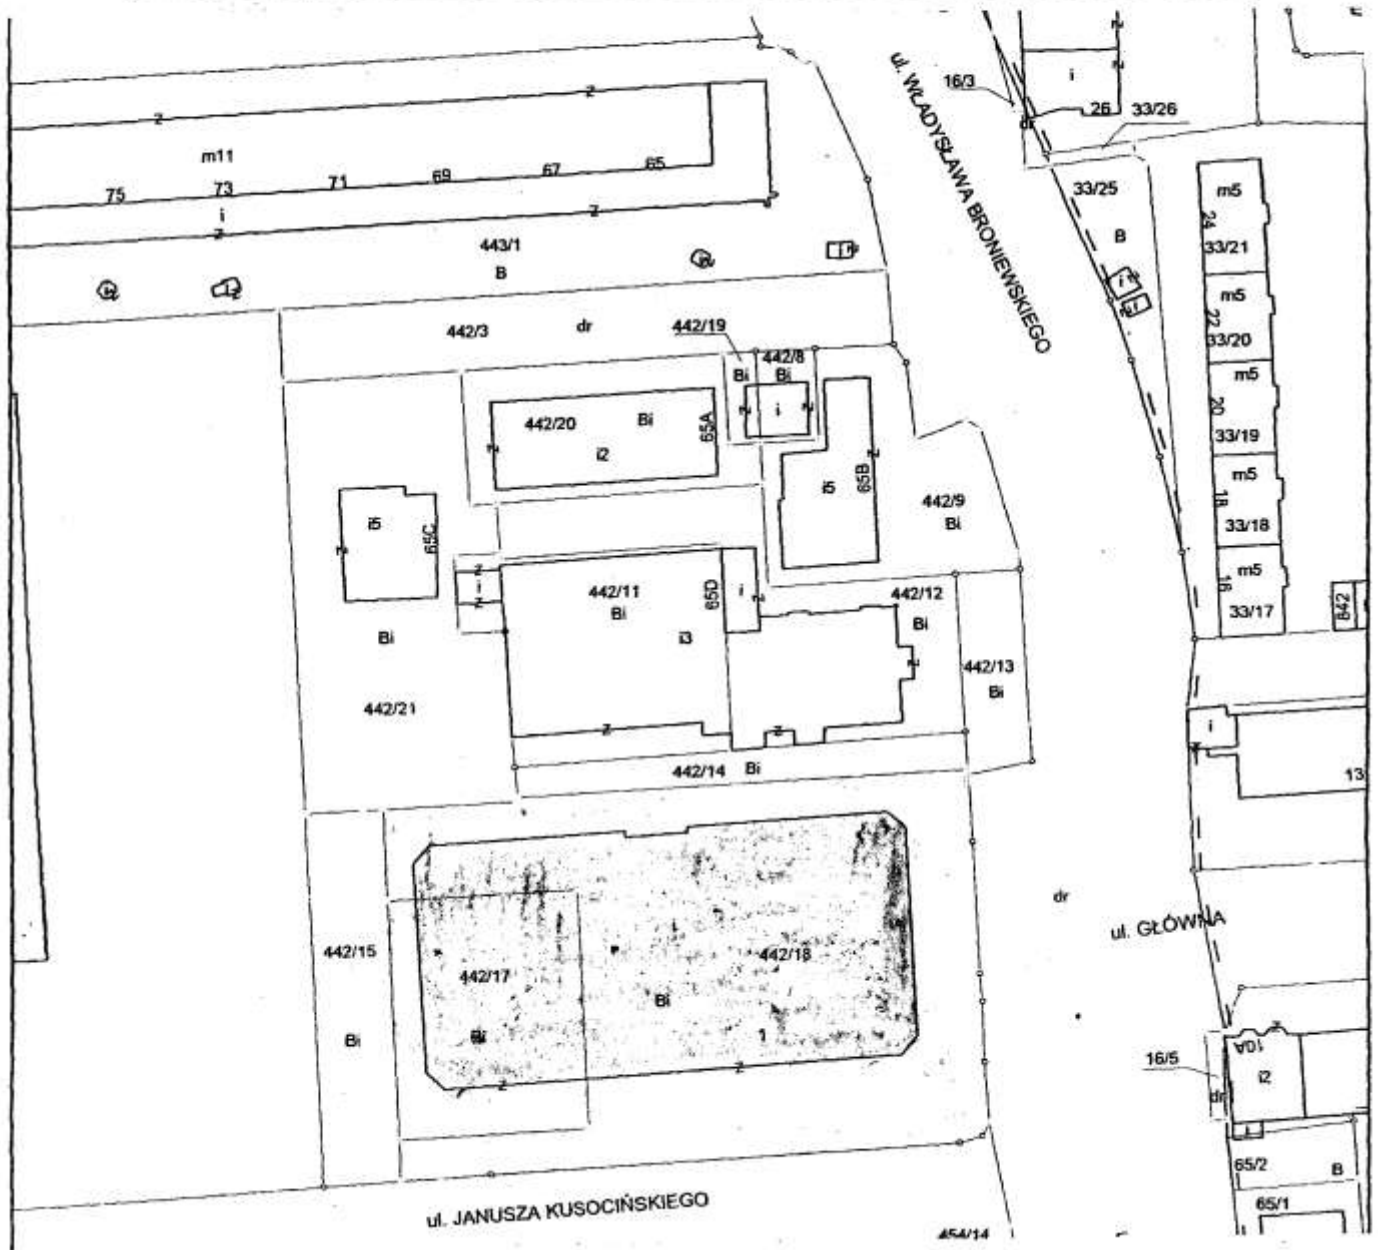 ul. WŁADYSŁAWA BRONIEWSKIEGO
16/3
i
z
z
dr
26
33/26
z
z
m11
75
73
71
69
67
65
i
z
z
443/1
B
33/25
B
m5
24
33/21
m5
22
33/20
m5
20
33/19
m5
18
33/18
m5
16
33/17
842
442/3
dr
442/19
442/8
Bi
Bi
i
z
z
442/20
Bi
i2
65A
z
i5
65B
z
442/9
Bi
i5
65C
z
z
i
z
442/11
Bi
65D
i
z
i3
442/12
Bi
z
442/13
Bi
Bi
442/21
z
z
442/14
Bi
i
z
13
dr
ul. GŁÓWNA
442/15
Bi
442/17
Bi
442/18
Bi
1
z
z
16/5
dr
z
10A
i2
i
65/2
B
65/1
ul. JANUSZA KUSOCIŃSKIEGO
454/14